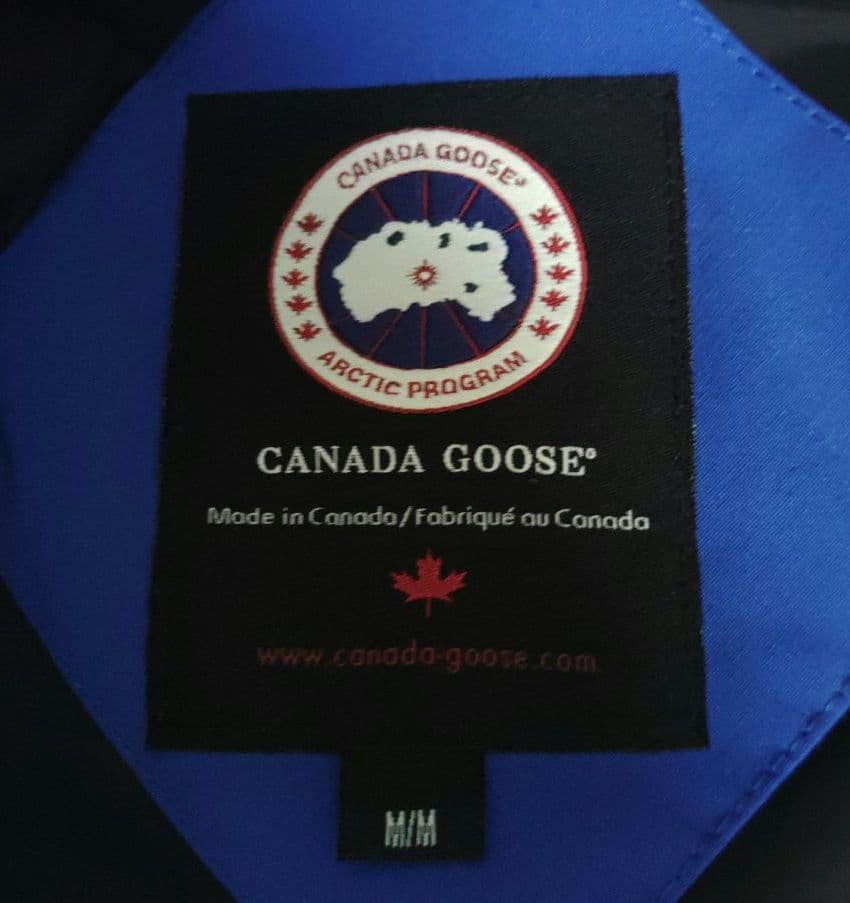 CANADA GOOSE®
ARCTIC PROGRAM
CANADA GOOSE®
Made in Canada/Fabriqué au Canada
www.canada-goose.com
M/M